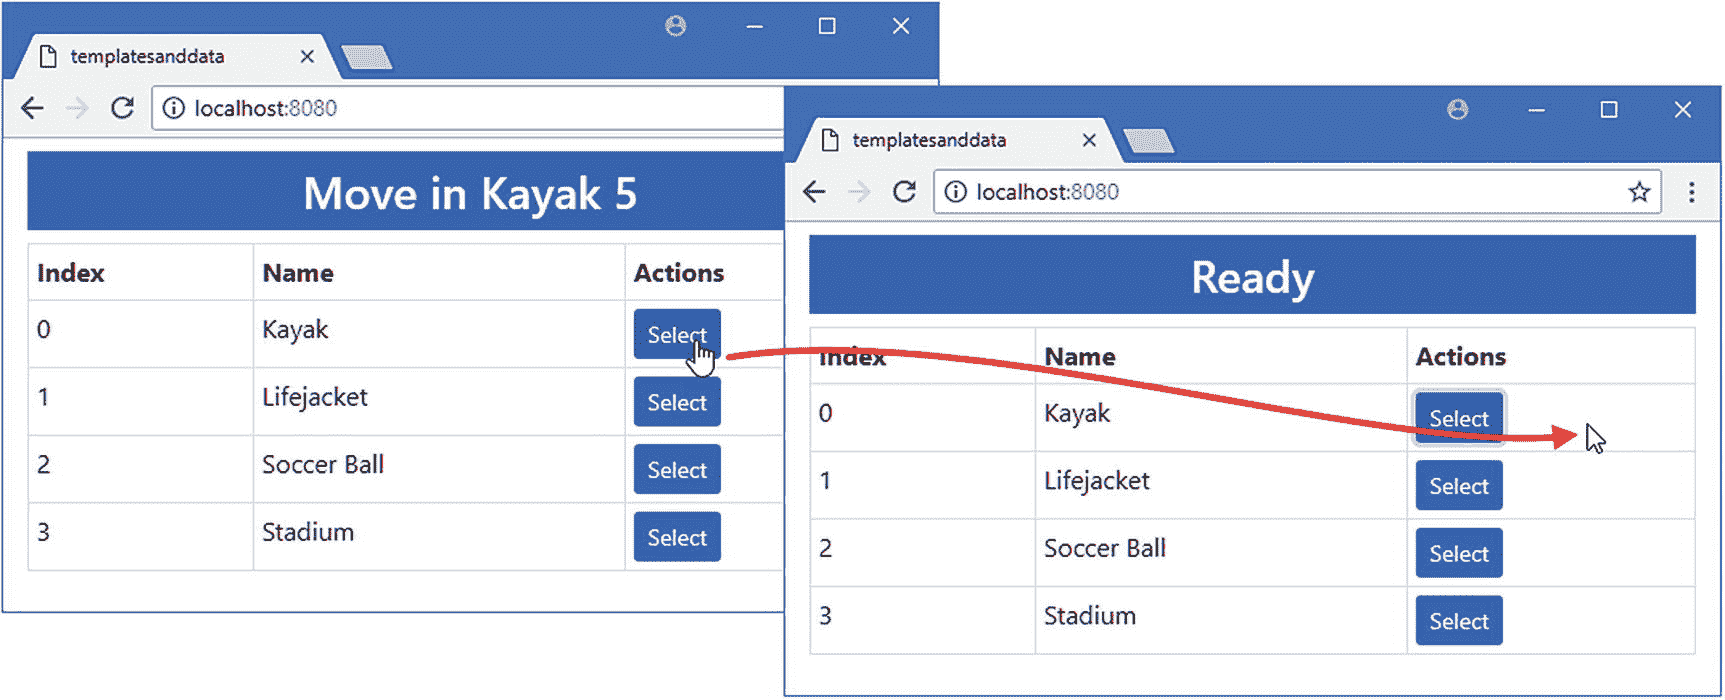 templatesanddata
localhost:8080
Move in Kayak 5
Index Name Actions
0 Kayak Select
1 Lifejacket Select
2 Soccer Ball Select
3 Stadium Select
templatesanddata
localhost:8080
Ready
Index Name Actions
0 Kayak Select
1 Lifejacket Select
2 Soccer Ball Select
3 Stadium Select